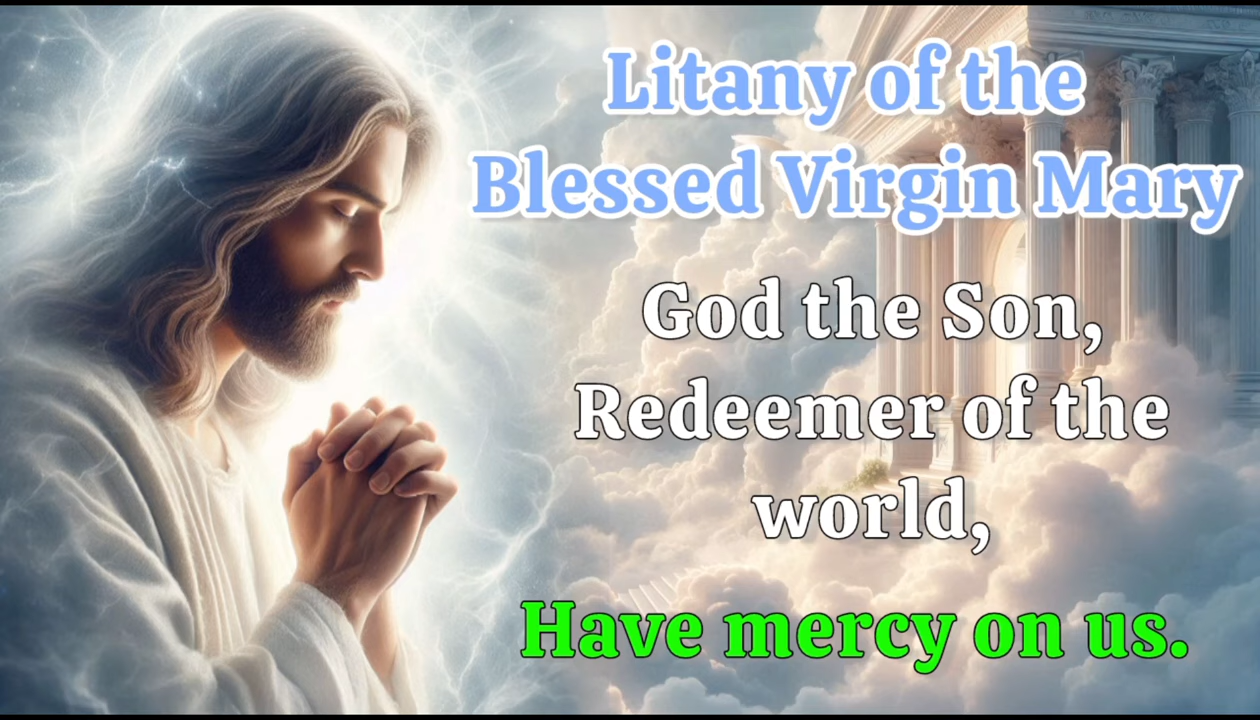 Litany of the
Blessed Virgin Mary
God the Son,
Redeemer of the
world,
Have mercy on us.